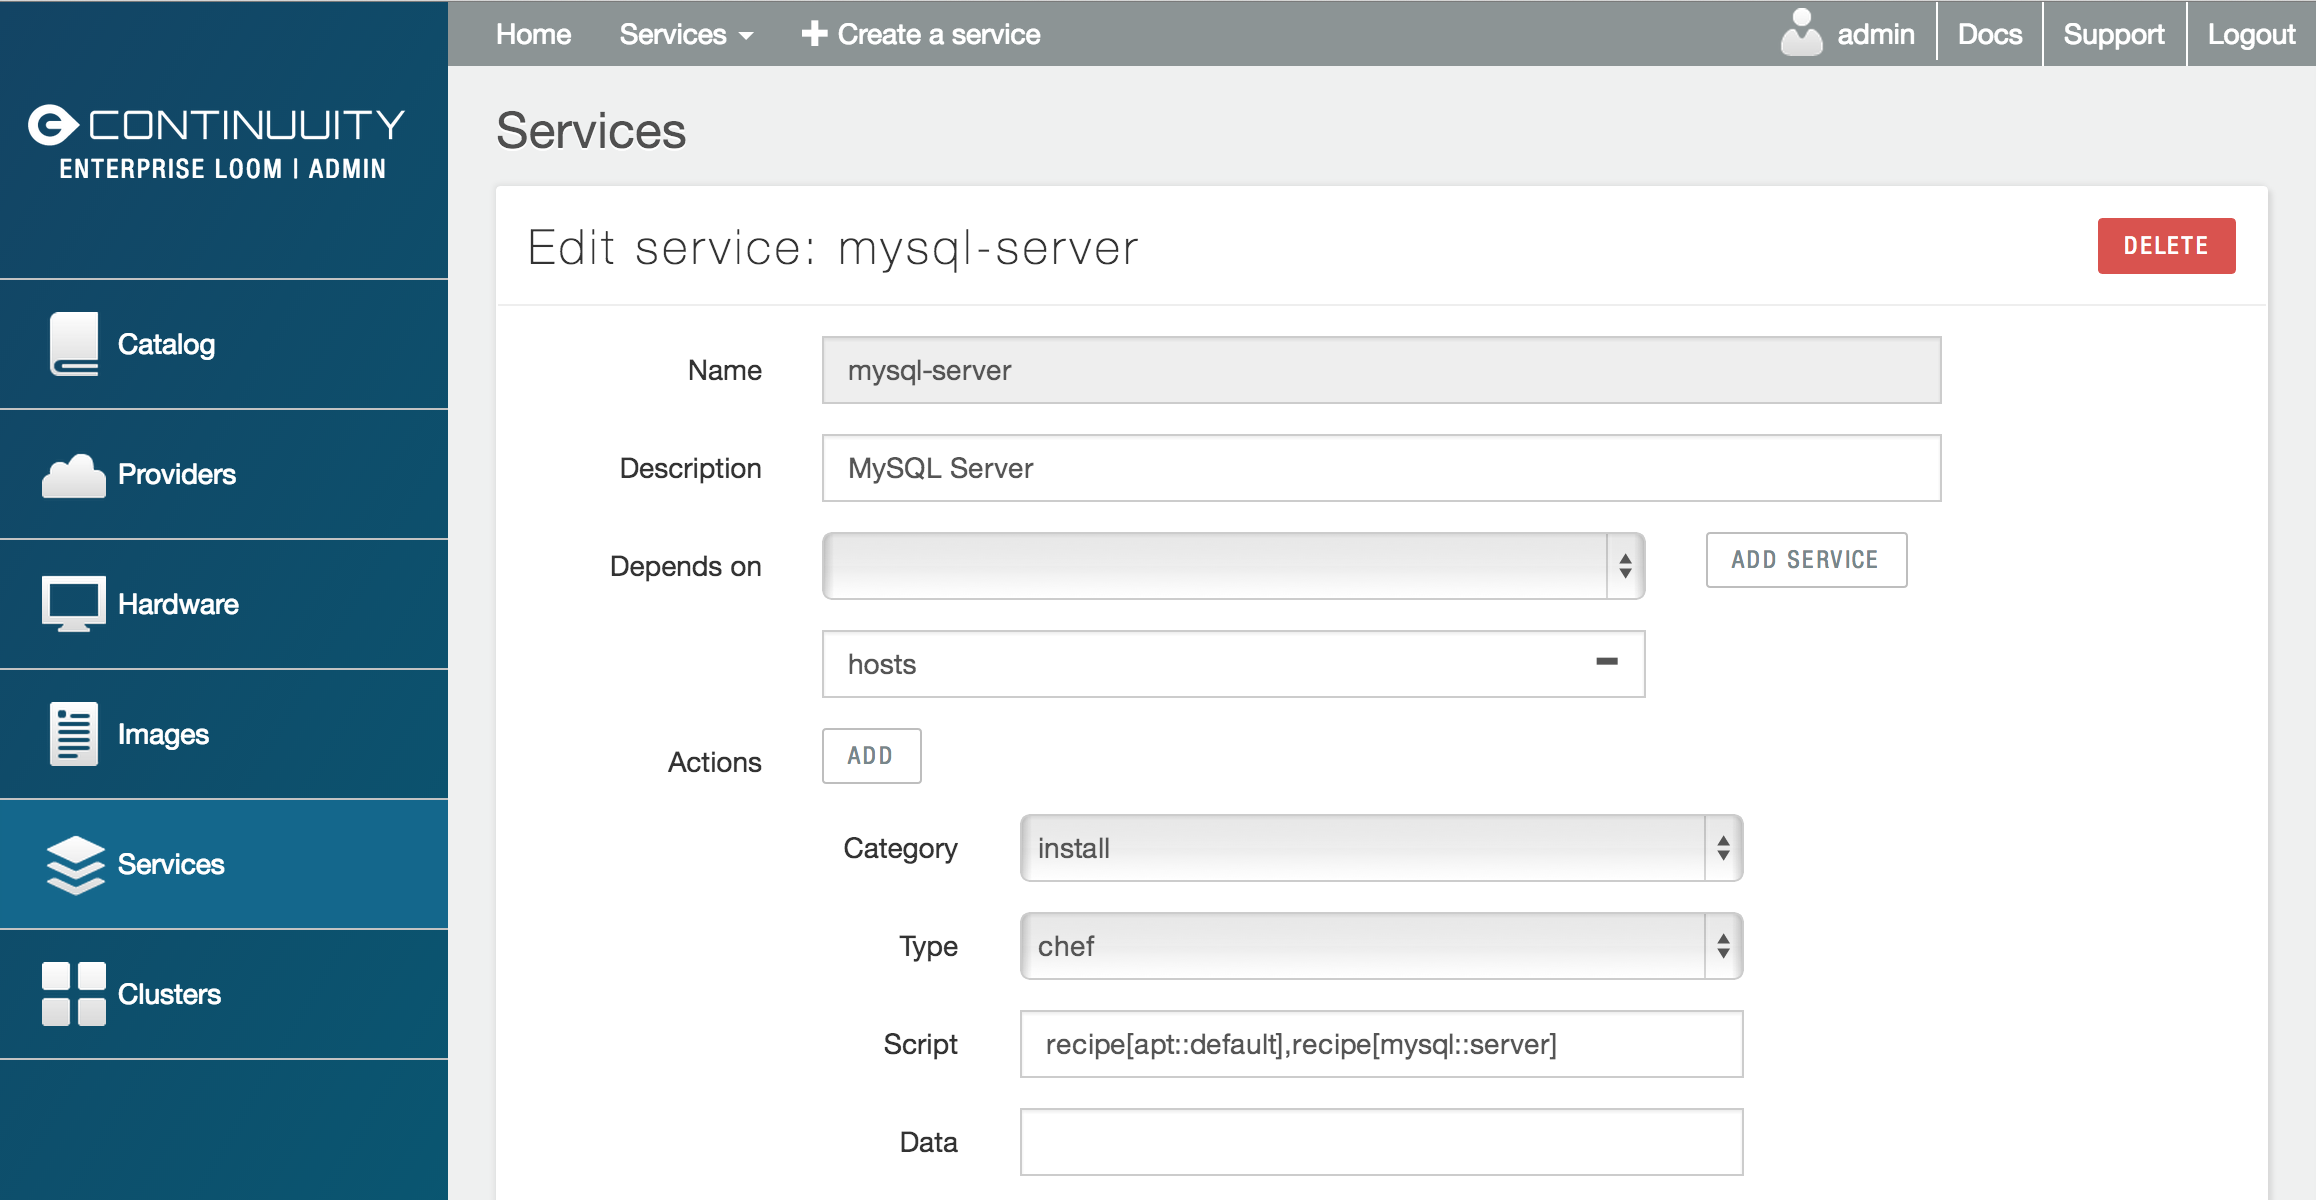 Home Services Create a service admin Docs Support Logout
CONTINUUITY
ENTERPRISE LOOM | ADMIN
Catalog
Providers
Hardware
Images
Services
Clusters
Services
Edit service: mysql-server DELETE
Name mysql-server
Description MySQL Server
Depends on ADD SERVICE
hosts
Actions ADD
Category install
Type chef
Script recipe[apt::default],recipe[mysql::server]
Data